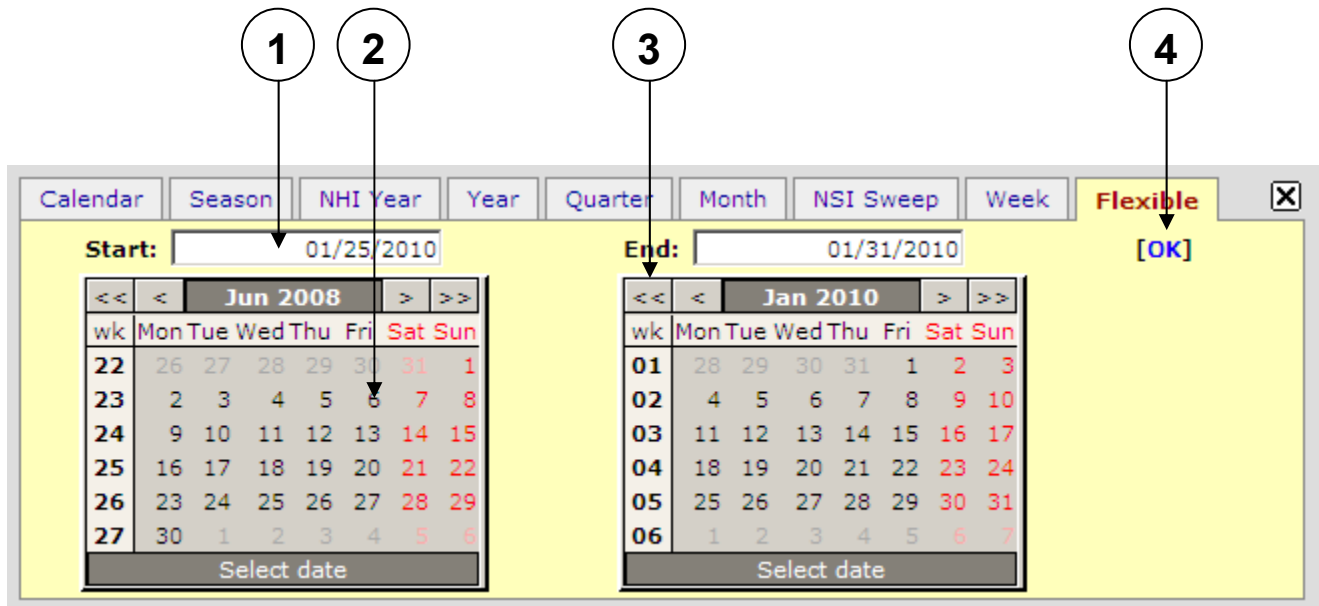 1 2 3 4
Calendar Season NHI Year Year Quarter Month NSI Sweep Week Flexible X
Start: 01/25/2010 End: 01/31/2010 [OK]
<< < Jun 2008 > >>
wk Mon Tue Wed Thu Fri Sat Sun
22 26 27 28 29 30 31 1
23 2 3 4 5 6 7 8
24 9 10 11 12 13 14 15
25 16 17 18 19 20 21 22
26 23 24 25 26 27 28 29
27 30 1 2 3 4 5 6
Select date
<< < Jan 2010 > >>
wk Mon Tue Wed Thu Fri Sat Sun
01 28 29 30 31 1 2 3
02 4 5 6 7 8 9 10
03 11 12 13 14 15 16 17
04 18 19 20 21 22 23 24
05 25 26 27 28 29 30 31
06 1 2 3 4 5 6 7
Select date